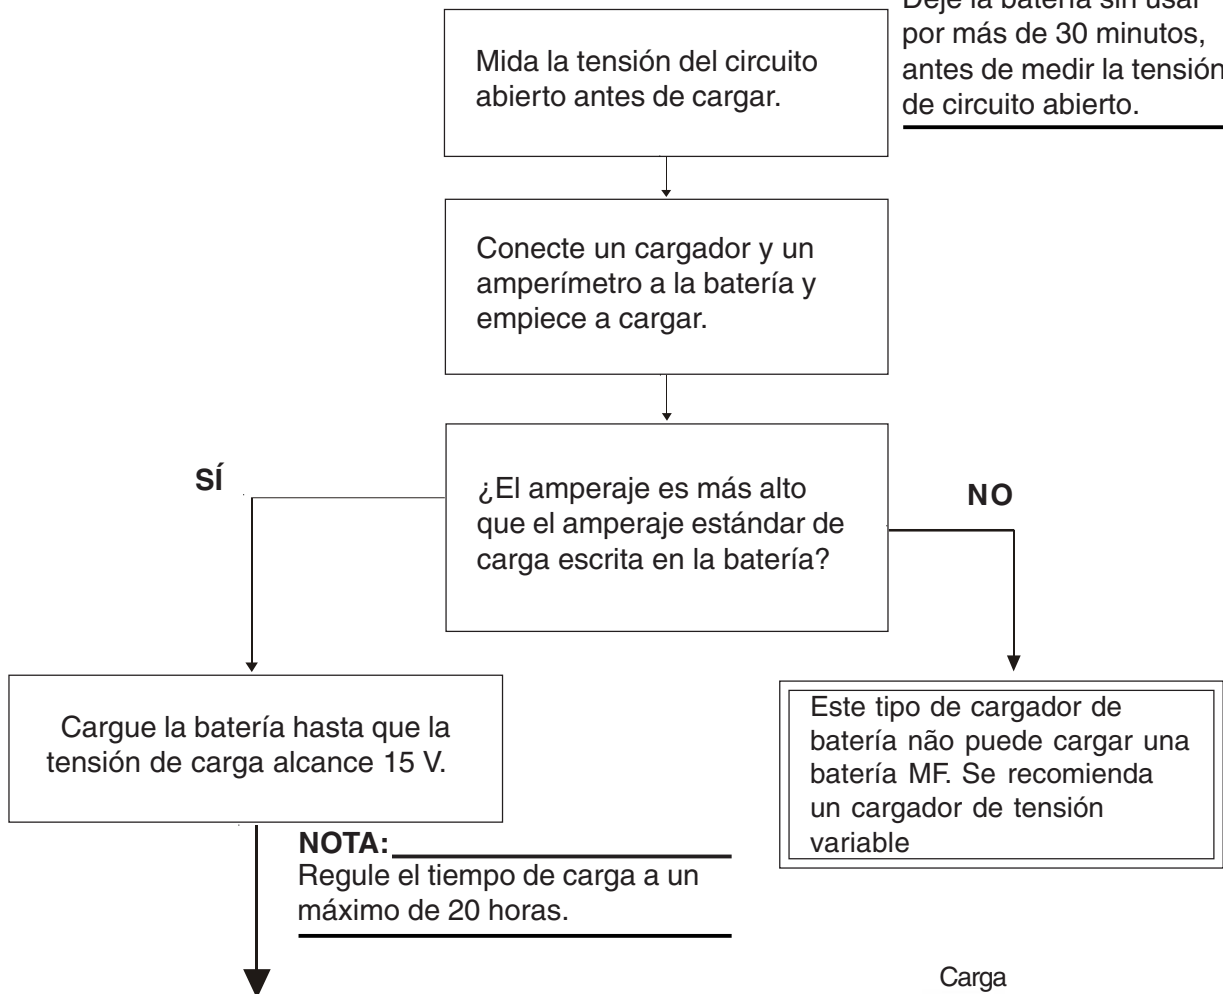 Deje la batería sin usar
por más de 30 minutos,
antes de medir la tensión
de circuito abierto.
Mida la tensión del circuito
abierto antes de cargar.
Conecte un cargador y un
amperímetro a la batería y
empiece a cargar.
SÍ
¿El amperaje es más alto
que el amperaje estándar de
carga escrita en la batería?
NO
Cargue la batería hasta que la
tensión de carga alcance 15 V.
Este tipo de cargador de
batería não puede cargar una
batería MF. Se recomienda
un cargador de tensión
variable
NOTA:
Regule el tiempo de carga a un
máximo de 20 horas.
Carga